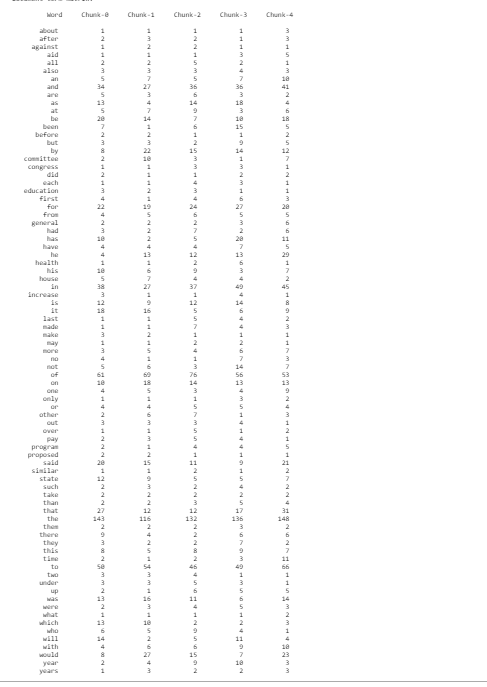 Word Chunk-0 Chunk-1 Chunk-2 Chunk-3 Chunk-4
about 1 1 1 1 3
after 2 3 2 1 3
against 1 2 2 1 1
aid 1 1 1 3 5
all 2 2 5 2 1
also 3 3 3 4 3
an 5 7 5 7 10
and 34 27 36 36 41
are 5 3 6 3 2
as 13 4 14 18 4
at 5 7 9 3 6
be 20 14 7 10 18
been 7 1 6 15 5
before 2 2 1 1 2
but 3 3 2 9 5
by 8 22 15 14 12
committee 2 10 3 1 7
congress 1 1 3 3 1
did 2 1 1 2 2
each 1 1 4 3 1
education 3 2 3 1 1
first 4 1 4 6 3
for 22 19 24 27 20
from 4 5 6 5 5
general 2 2 2 3 6
had 3 2 7 2 6
has 10 2 5 20 11
have 4 4 4 7 5
he 4 13 12 13 29
health 1 1 2 6 1
his 10 6 9 3 7
house 5 7 4 4 2
in 38 27 37 49 45
increase 3 1 1 4 1
is 12 9 12 14 8
it 18 16 5 6 9
last 1 1 5 4 2
made 1 1 7 4 3
make 3 2 1 1 1
may 1 1 2 2 1
more 3 5 4 6 7
no 4 1 1 7 3
not 5 6 3 14 7
of 61 69 76 56 53
on 10 18 14 13 13
one 4 5 3 4 9
only 1 1 1 3 2
or 4 4 5 5 4
other 2 6 7 1 3
out 3 3 3 4 1
over 1 1 5 1 2
pay 2 3 5 4 1
program 2 1 4 4 5
proposed 2 2 1 1 1
said 20 15 11 9 21
similar 1 1 2 1 2
state 12 9 5 5 7
such 2 3 2 4 2
take 2 2 2 2 2
than 2 2 3 5 4
that 27 12 12 17 31
the 143 116 132 136 148
them 2 2 2 3 2
there 9 4 2 6 6
they 3 2 2 7 2
this 8 5 8 9 7
time 2 1 2 3 11
to 50 54 46 49 66
two 3 3 4 1 1
under 3 3 5 3 1
up 2 1 6 5 5
was 13 16 11 6 14
were 2 3 4 5 3
what 1 1 1 1 2
which 13 10 2 2 3
who 6 5 9 4 1
will 14 2 5 11 4
with 4 6 6 9 10
would 8 27 15 7 23
year 2 4 9 10 3
years 1 3 2 2 3